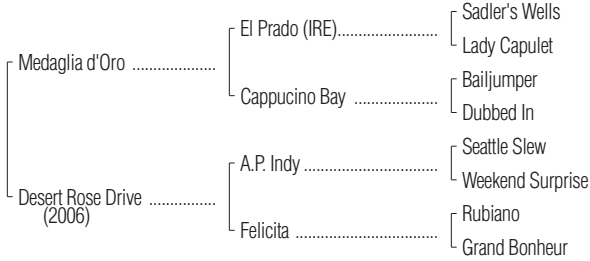 Sadler's Wells
El Prado (IRE)....................
Lady Capulet
Medaglia d'Oro ...................
Bailjumper
Cappucino Bay ...................
Dubbed In
Seattle Slew
A.P. Indy ..............................
Weekend Surprise
Desert Rose Drive ...............
(2006)
Rubiano
Felicita ................................
Grand Bonheur